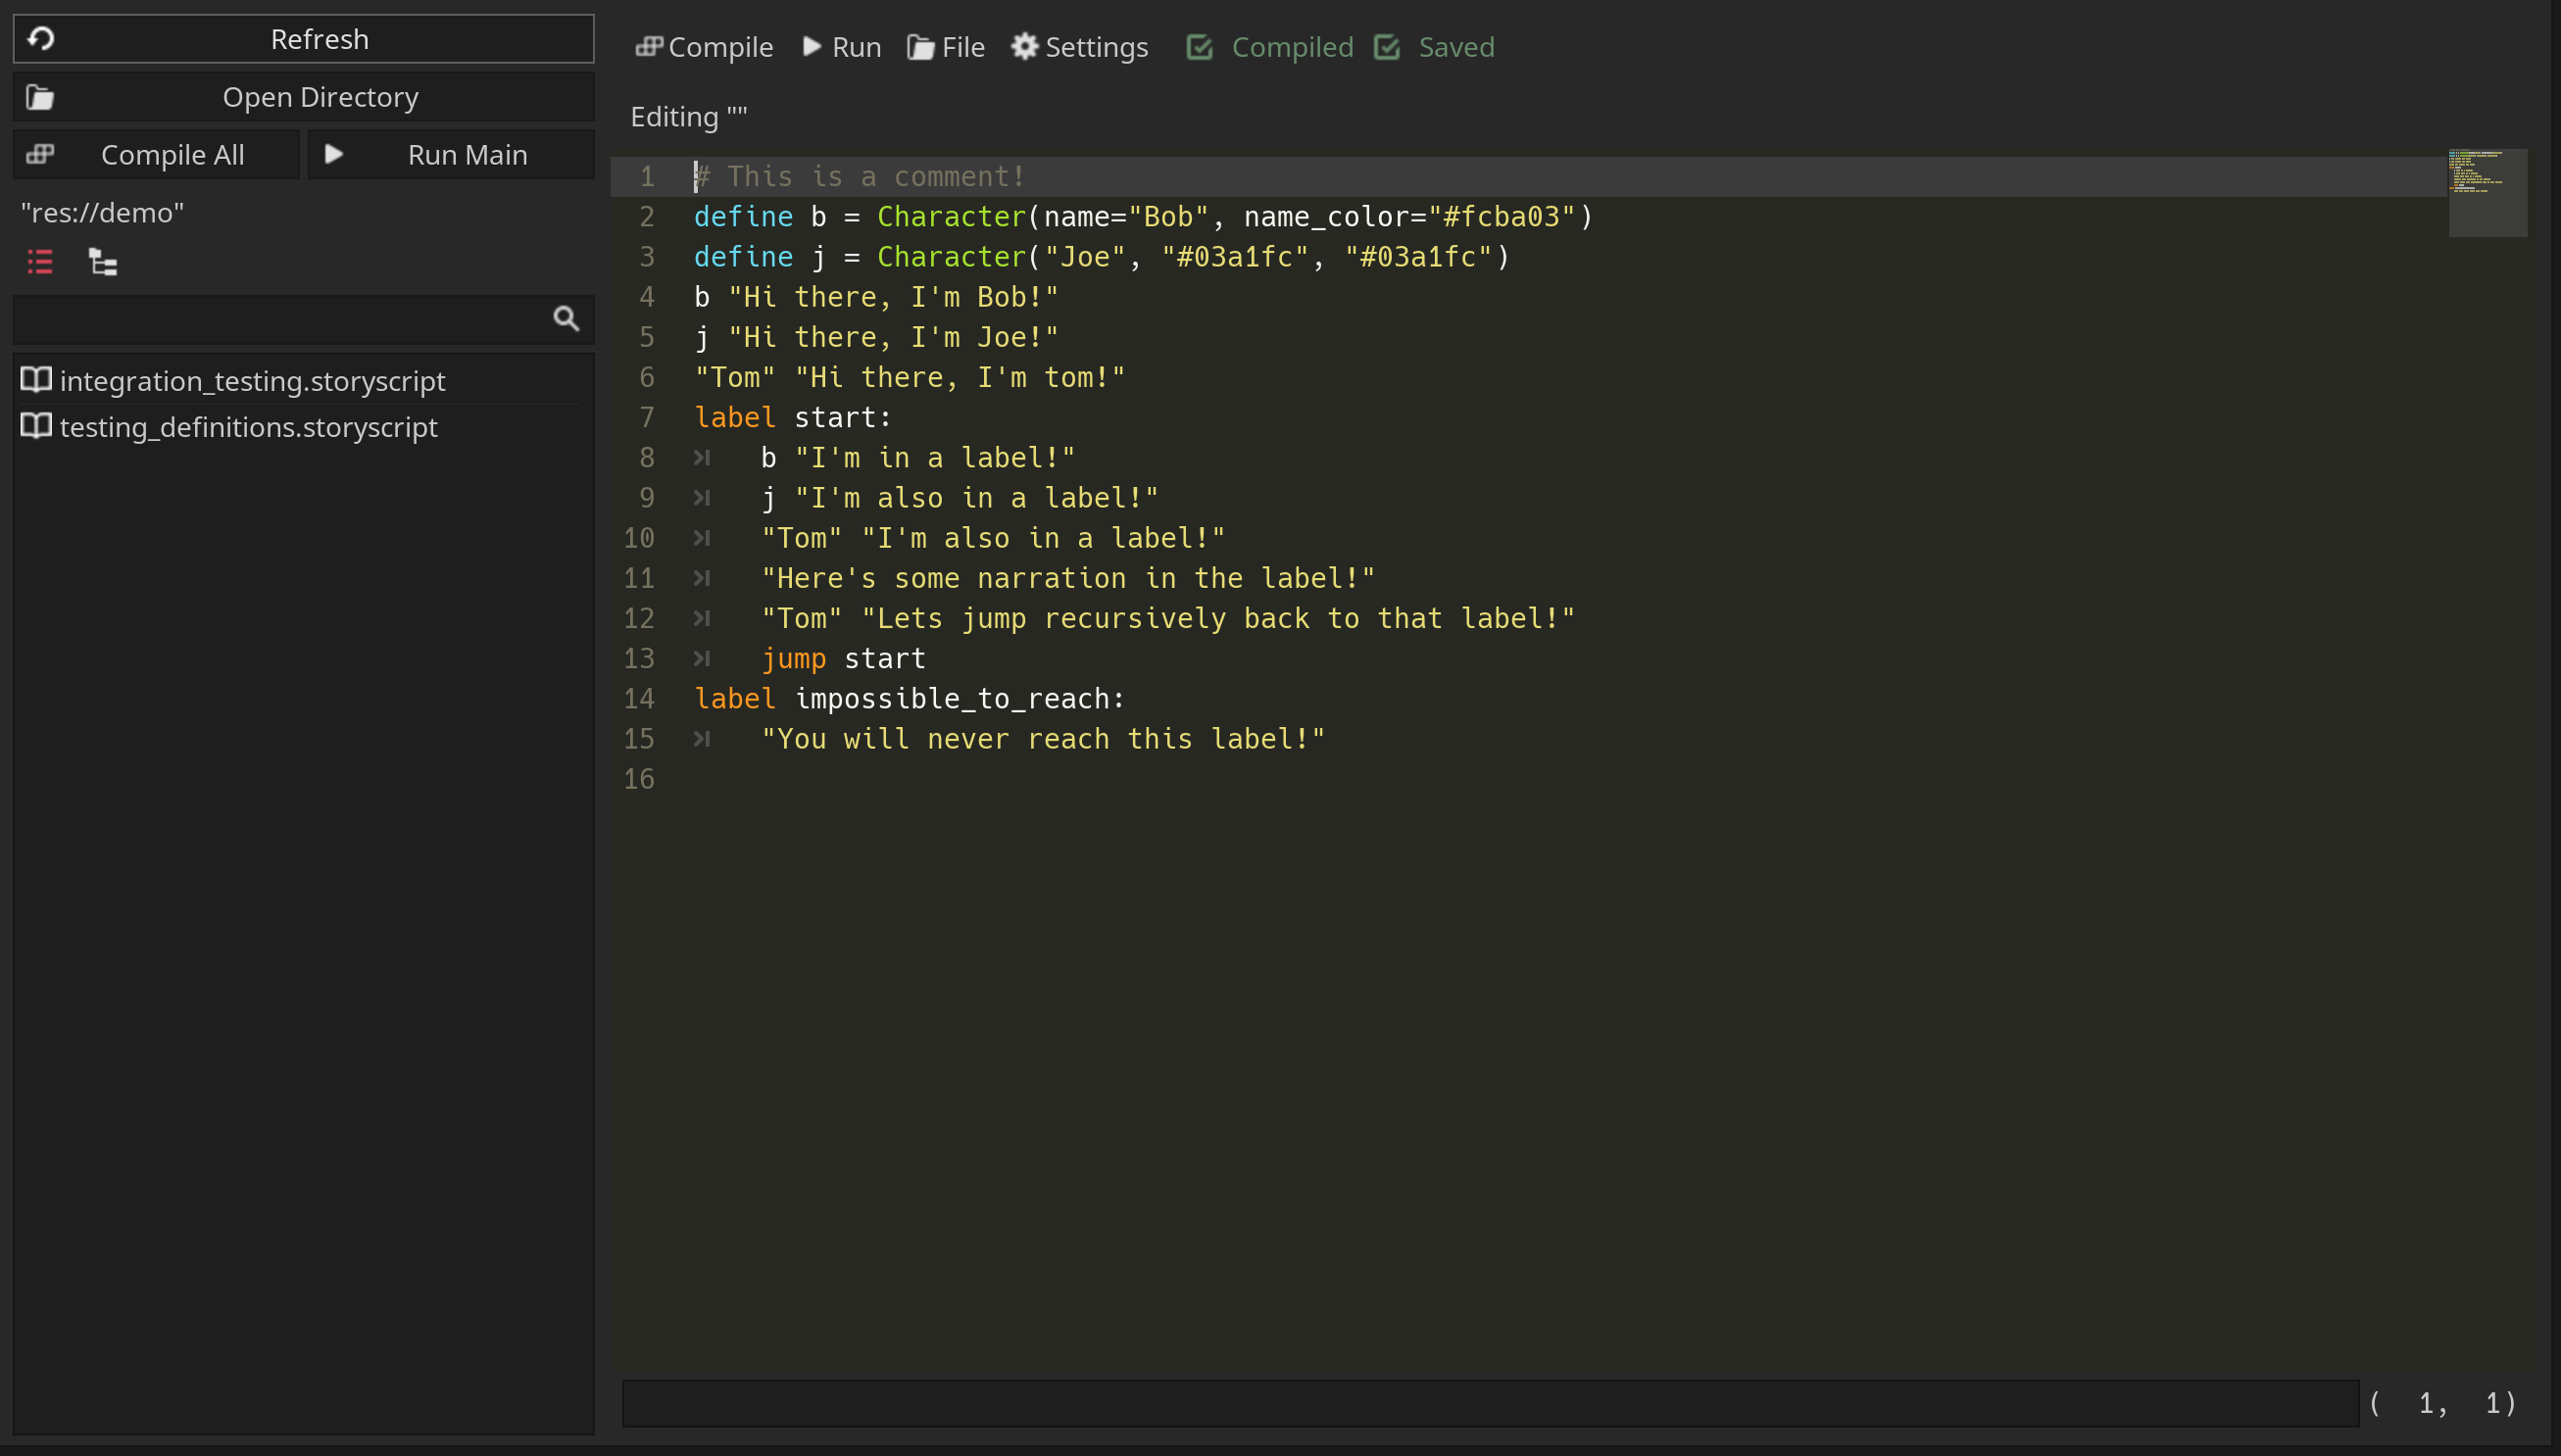 Refresh
Open Directory
Compile All Run Main
"res://demo"
integration_testing.storyscript
testing_definitions.storyscript
Compile Run File Settings Compiled Saved
Editing ""
1 # This is a comment!
2 define b = Character(name="Bob", name_color="#fcba03")
3 define j = Character("Joe", "#03a1fc", "#03a1fc")
4 b "Hi there, I'm Bob!"
5 j "Hi there, I'm Joe!"
6 "Tom" "Hi there, I'm tom!"
7 label start:
8 b "I'm in a label!"
9 j "I'm also in a label!"
10 "Tom" "I'm also in a label!"
11 "Here's some narration in the label!"
12 "Tom" "Lets jump recursively back to that label!"
13 jump start
14 label impossible_to_reach:
15 "You will never reach this label!"
16
( 1, 1)